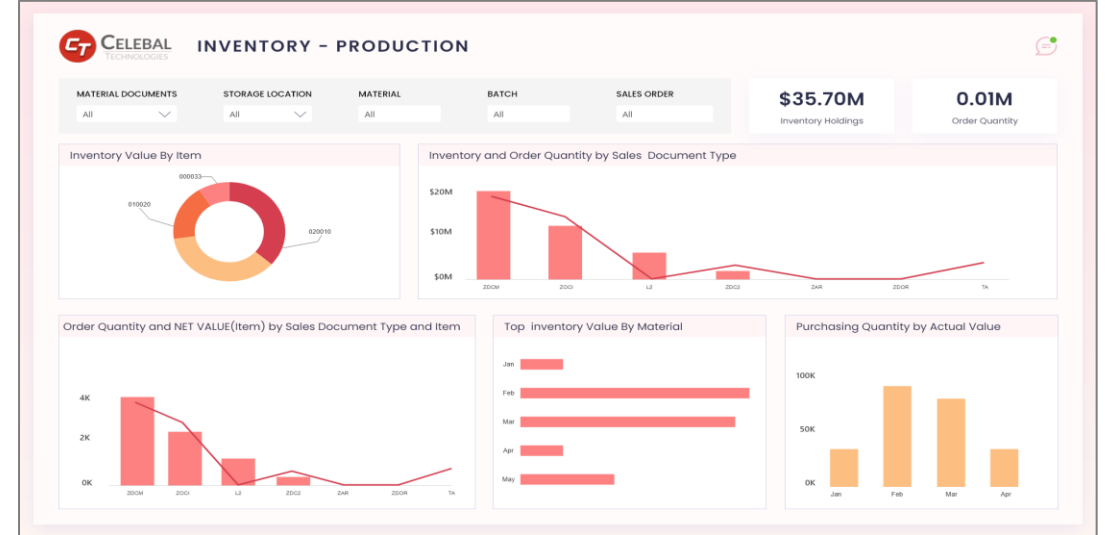 CT CELEBAL TECHNOLOGIES
INVENTORY - PRODUCTION
MATERIAL DOCUMENTS STORAGE LOCATION MATERIAL BATCH SALES ORDER
All All All All All
$35.70M
Inventory Holdings
0.01M
Order Quantity
Inventory Value By Item
000033
010020
020010
Inventory and Order Quantity by Sales Document Type
$20M
$10M
$0M
ZDOM ZOCI L2 ZDC2 ZAR ZDOR TA
Order Quantity and NET VALUE(Item) by Sales Document Type and Item
4K
2K
0K
ZDOM ZOCI L2 ZDC2 ZAR ZDOR TA
Top inventory Value By Material
Jan
Feb
Mar
Apr
May
Purchasing Quantity by Actual Value
100K
50K
0K
Jan Feb Mar Apr